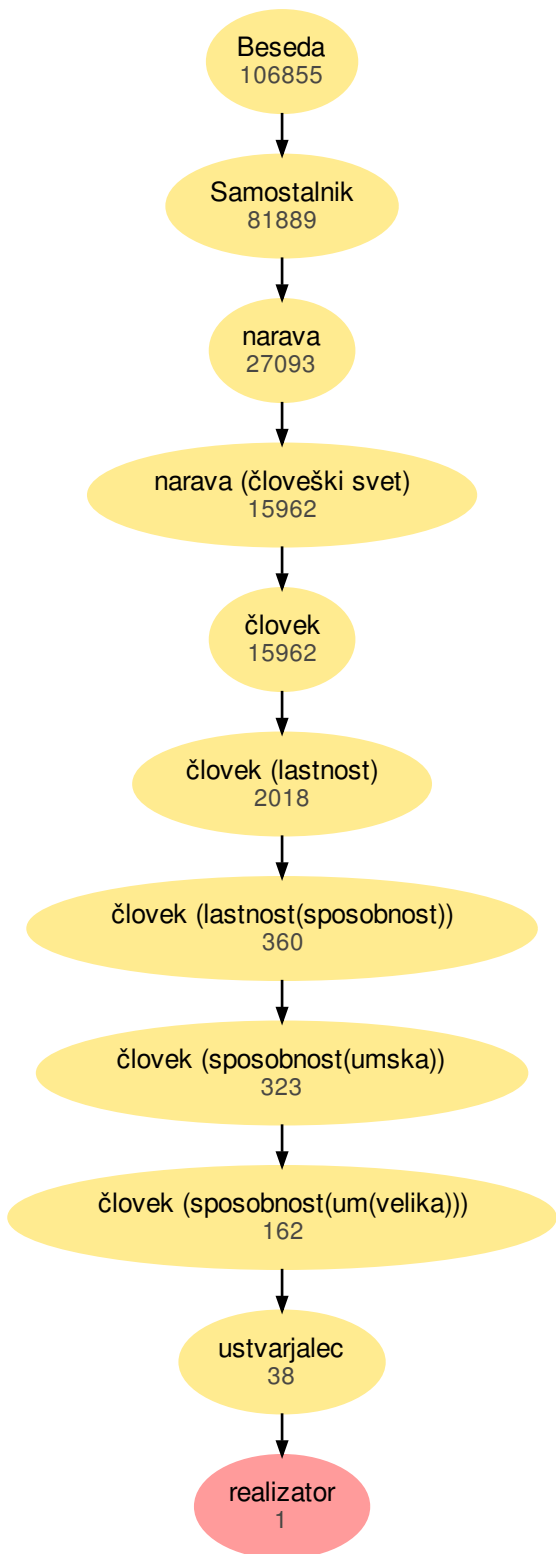 Beseda
106855
Samostalnik
81889
narava
27093
narava (človeški svet)
15962
človek
15962
človek (lastnost)
2018
človek (lastnost(sposobnost))
360
človek (sposobnost(umska))
323
človek (sposobnost(um(velika)))
162
ustvarjalec
38
realizator
1